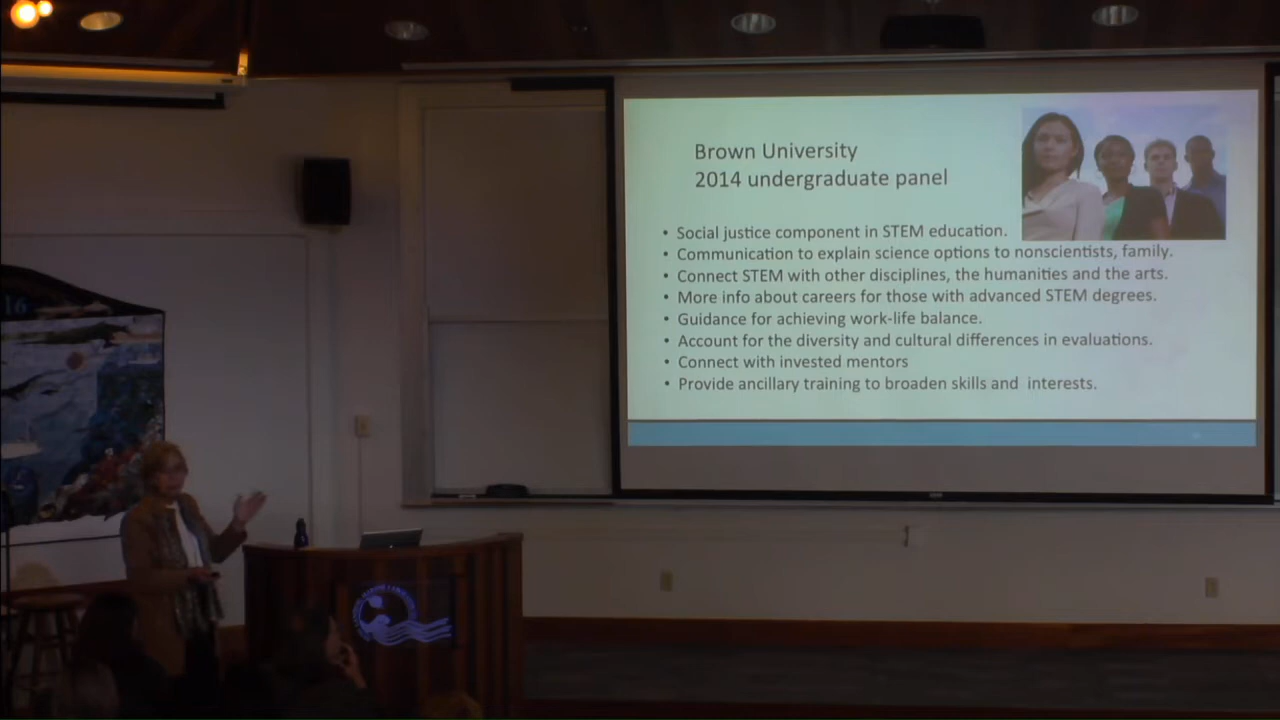 Brown University
2014 undergraduate panel
• Social justice component in STEM education.
• Communication to explain science options to nonscientists, family.
• Connect STEM with other disciplines, the humanities and the arts.
• More info about careers for those with advanced STEM degrees.
• Guidance for achieving work-life balance.
• Account for the diversity and cultural differences in evaluations.
• Connect with invested mentors
• Provide ancillary training to broaden skills and  interests.
16